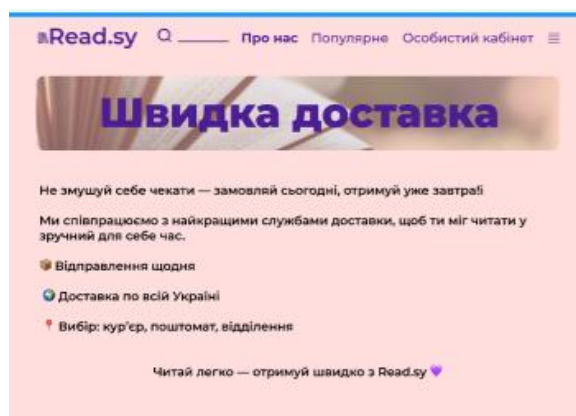 Read.sy Про нас Популярне Особистий кабінет
Швидка доставка
Не змушуй себе чекати — замовляй сьогодні, отримуй уже завтра!і
Ми співпрацюємо з найкращими службами доставки, щоб ти міг читати у
зручний для себе час.
📦 Відправлення щодня
🌍 Доставка по всій Україні
📍 Вибір: кур'єр, поштомат, відділення
Читай легко — отримуй швидко з Read.sy 💜